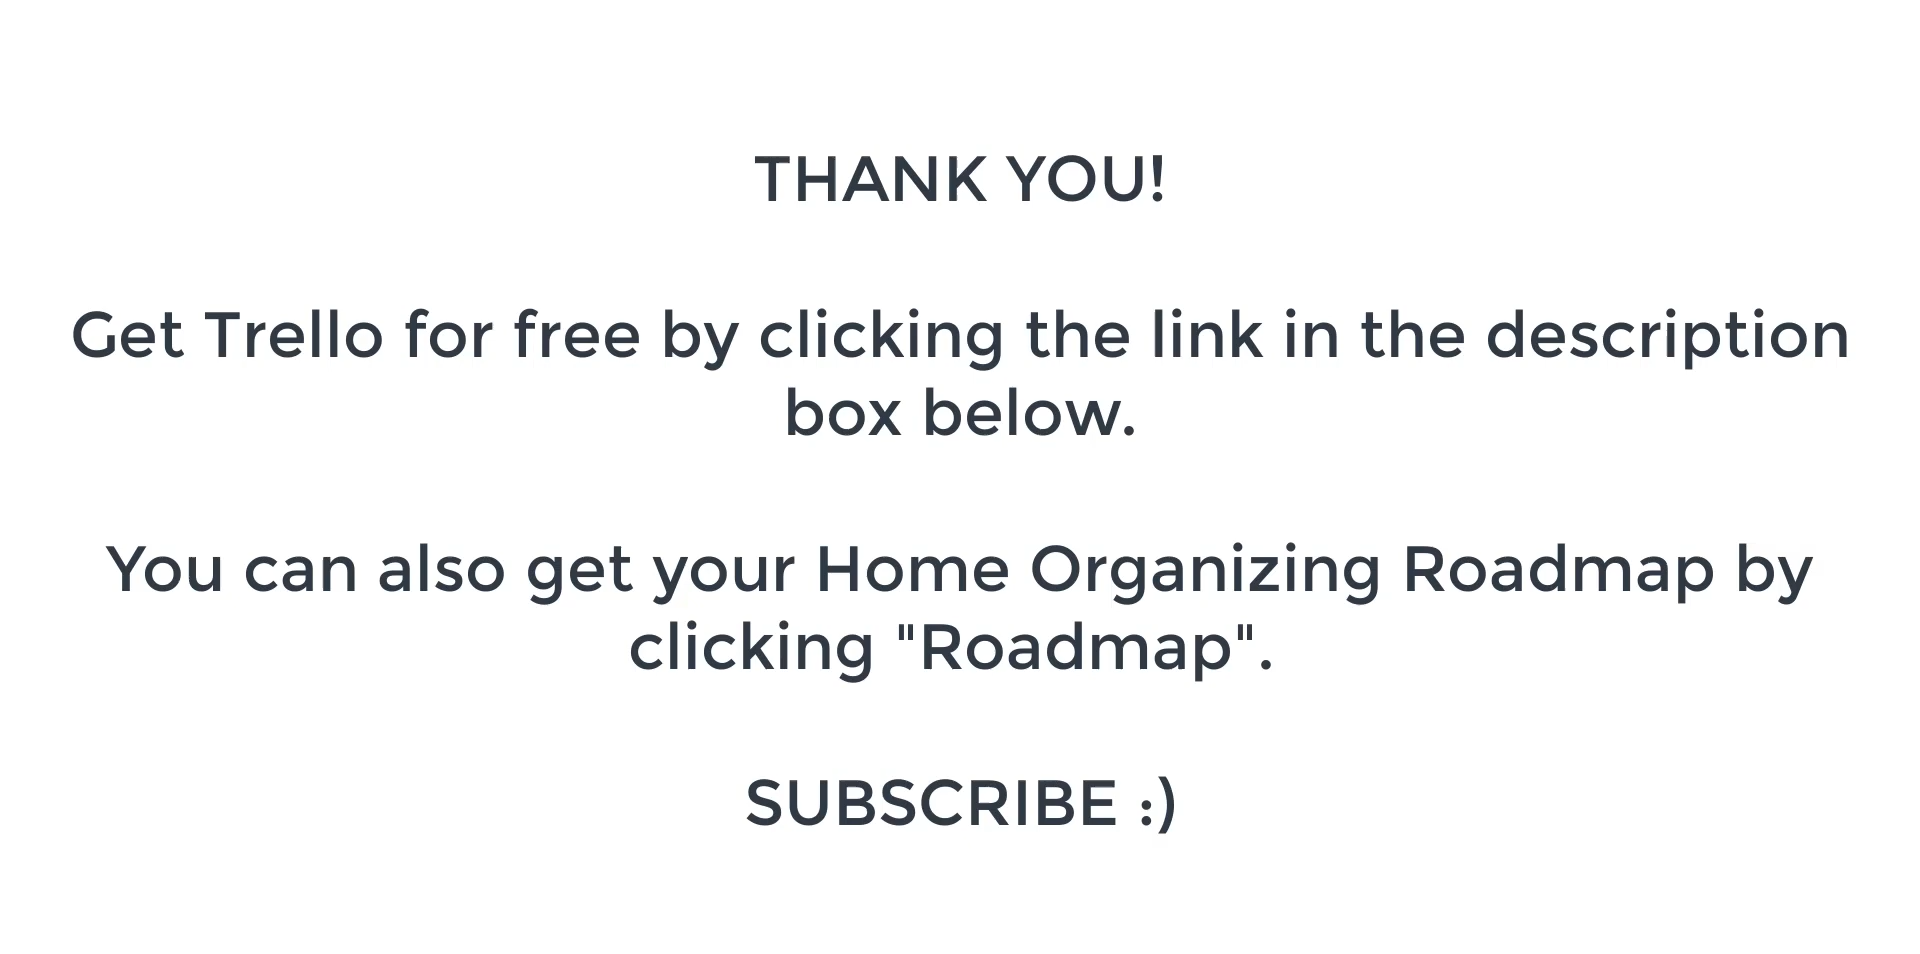 THANK YOU!
Get Trello for free by clicking the link in the description
box below.
You can also get your Home Organizing Roadmap by
clicking "Roadmap".
SUBSCRIBE :)